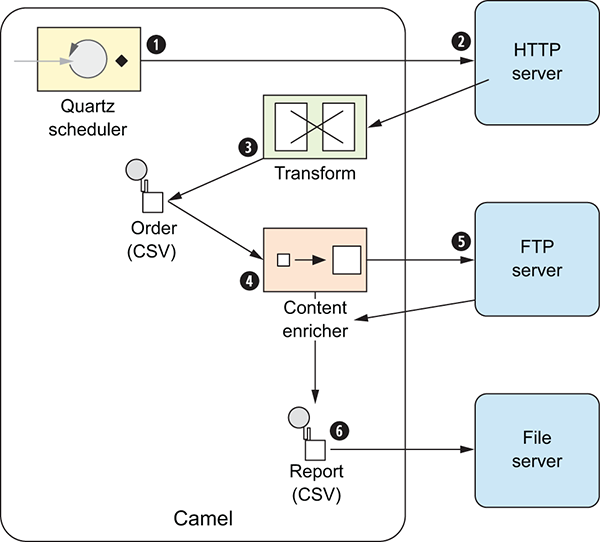 1
2
HTTP
server
Quartz
scheduler
3
Transform
Order
(CSV)
4
5
FTP
server
Content
enricher
6
Report
(CSV)
File
server
Camel